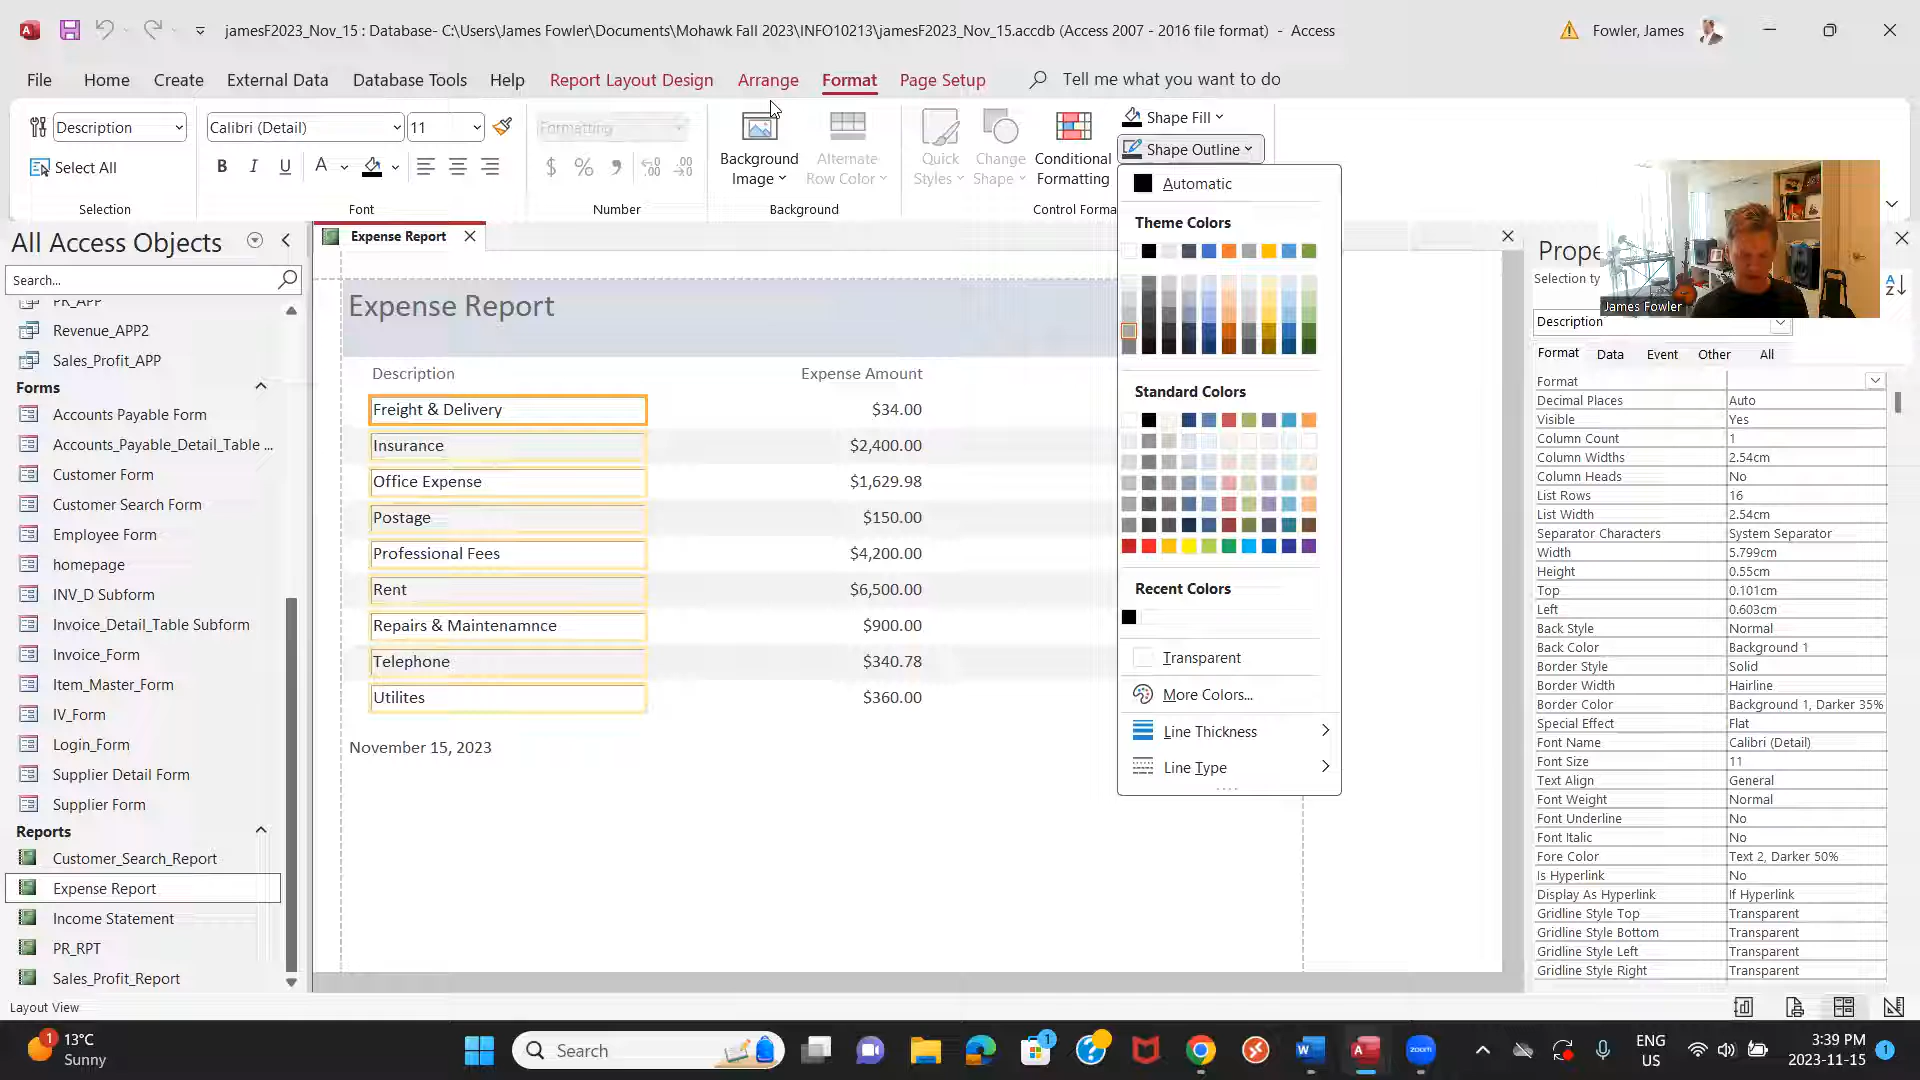 jamesF2023_Nov_15 : Database- C:\Users\James Fowler\Documents\Mohawk Fall 2023\INFO10213\jamesF2023_Nov_15.accdb (Access 2007 - 2016 file format) - Access
Fowler, James
File Home Create External Data Database Tools Help Report Layout Design Arrange Format Page Setup Tell me what you want to do
Description
Calibri (Detail) 11
Formatting
Select All
B I U A
$ % 9
Background Image
Alternate Row Color
Quick Styles
Change Shape
Conditional Formatting
Shape Fill
Shape Outline
Selection Font Number Background Control Forma
All Access Objects
Search...
PR_APP
Revenue_APP2
Sales_Profit_APP
Forms
Accounts Payable Form
Accounts_Payable_Detail_Table ...
Customer Form
Customer Search Form
Employee Form
homepage
INV_D Subform
Invoice_Detail_Table Subform
Invoice_Form
Item_Master_Form
IV_Form
Login_Form
Supplier Detail Form
Supplier Form
Reports
Customer_Search_Report
Expense Report
Income Statement
PR_RPT
Sales_Profit_Report
Expense Report
Expense Report
Description Expense Amount
Freight & Delivery $34.00
Insurance $2,400.00
Office Expense $1,629.98
Postage $150.00
Professional Fees $4,200.00
Rent $6,500.00
Repairs & Maintenamnce $900.00
Telephone $340.78
Utilites $360.00
November 15, 2023
Automatic
Theme Colors
Standard Colors
Recent Colors
Transparent
More Colors...
Line Thickness
Line Type
Prope
Selection ty
James Fowler
A
Z
Description
Format Data Event Other All
Format
Decimal Places Auto
Visible Yes
Column Count 1
Column Widths 2.54cm
Column Heads No
List Rows 16
List Width 2.54cm
Separator Characters System Separator
Width 5.799cm
Height 0.55cm
Top 0.101cm
Left 0.603cm
Back Style Normal
Back Color Background 1
Border Style Solid
Border Width Hairline
Border Color Background 1, Darker 35%
Special Effect Flat
Font Name Calibri (Detail)
Font Size 11
Text Align General
Font Weight Normal
Font Underline No
Font Italic No
Fore Color Text 2, Darker 50%
Is Hyperlink No
Display As Hyperlink If Hyperlink
Gridline Style Top Transparent
Gridline Style Bottom Transparent
Gridline Style Left Transparent
Gridline Style Right Transparent
Layout View
1
13°C
Sunny
Search
1
zoom
ENG
US
3:39 PM
2023-11-15
1